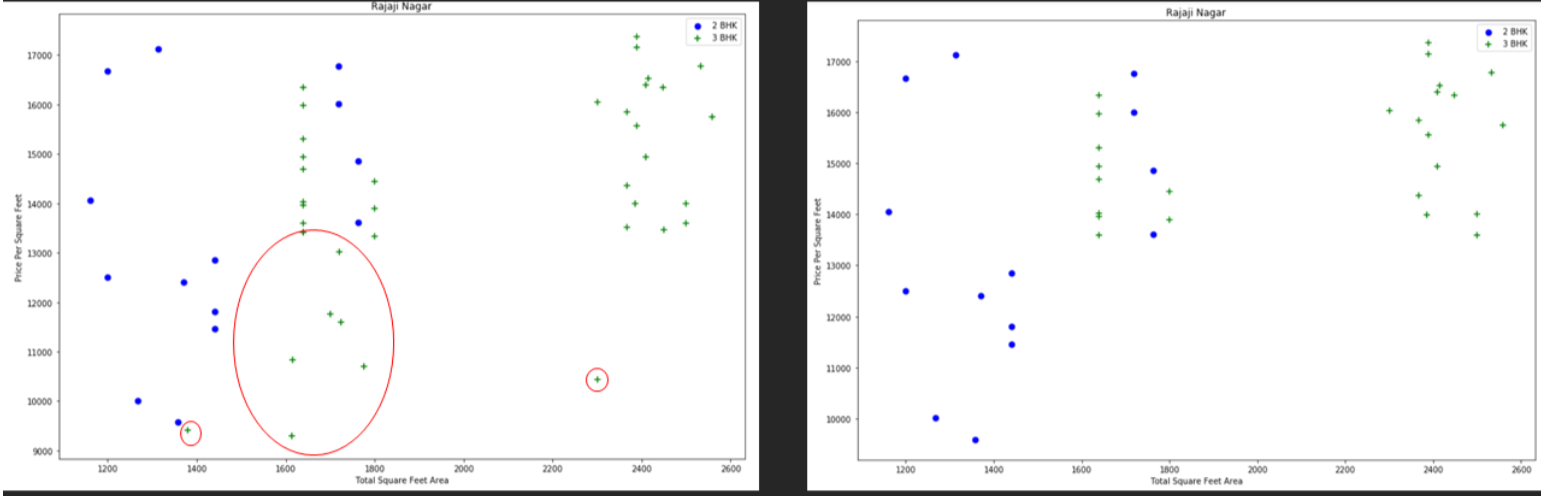 Rajaji Nagar
2 BHK
3 BHK
Price Per Square Feet
17000
16000
15000
14000
13000
12000
11000
10000
9000
1200 1400 1600 1800 2000 2200 2400 2600
Total Square Feet Area
Rajaji Nagar
2 BHK
3 BHK
Price Per Square Feet
17000
16000
15000
14000
13000
12000
11000
10000
1200 1400 1600 1800 2000 2200 2400 2600
Total Square Feet Area